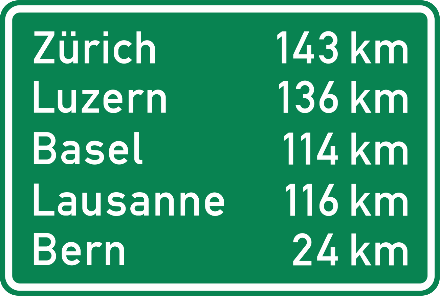 Zürich 143 km
Luzern 136 km
Basel 114 km
Lausanne 116 km
Bern 24 km